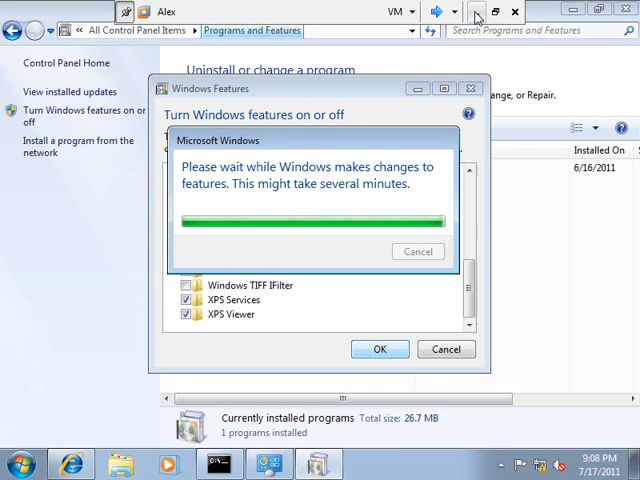 Alex
VM
All Control Panel Items
Programs and Features
Search Programs and Features
Control Panel Home
View installed updates
Turn Windows features on or
off
Install a program from the
network
Uninstall or change a program
nge, or Repair.
Installed On
6/16/2011
Windows Features
Turn Windows features on or off
Microsoft Windows
Please wait while Windows makes changes to
features. This might take several minutes.
Cancel
Windows TIFF IFilter
XPS Services
XPS Viewer
OK
Cancel
Currently installed programs Total size: 26.7 MB
1 programs installed
9:08 PM
7/17/2011